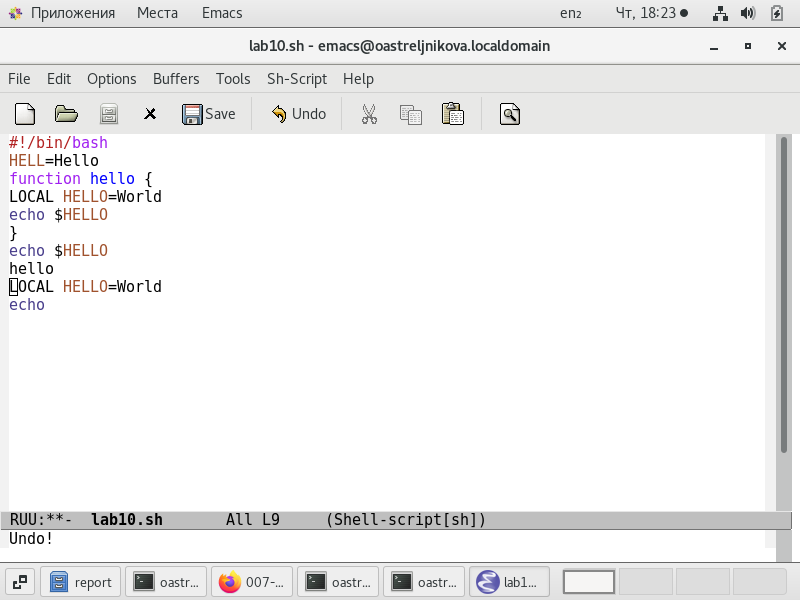 Приложения Места Emacs en₂ Чт, 18:23
lab10.sh - emacs@oastreljnikova.localdomain
File Edit Options Buffers Tools Sh-Script Help
Save Undo
#!/bin/bash
HELL=Hello
function hello {
LOCAL HELLO=World
echo $HELLO
}
echo $HELLO
hello
LOCAL HELLO=World
echo
RUU:**- lab10.sh All L9 (Shell-script[sh])
Undo!
report oastr... 007-... oastr... oastr... lab1...